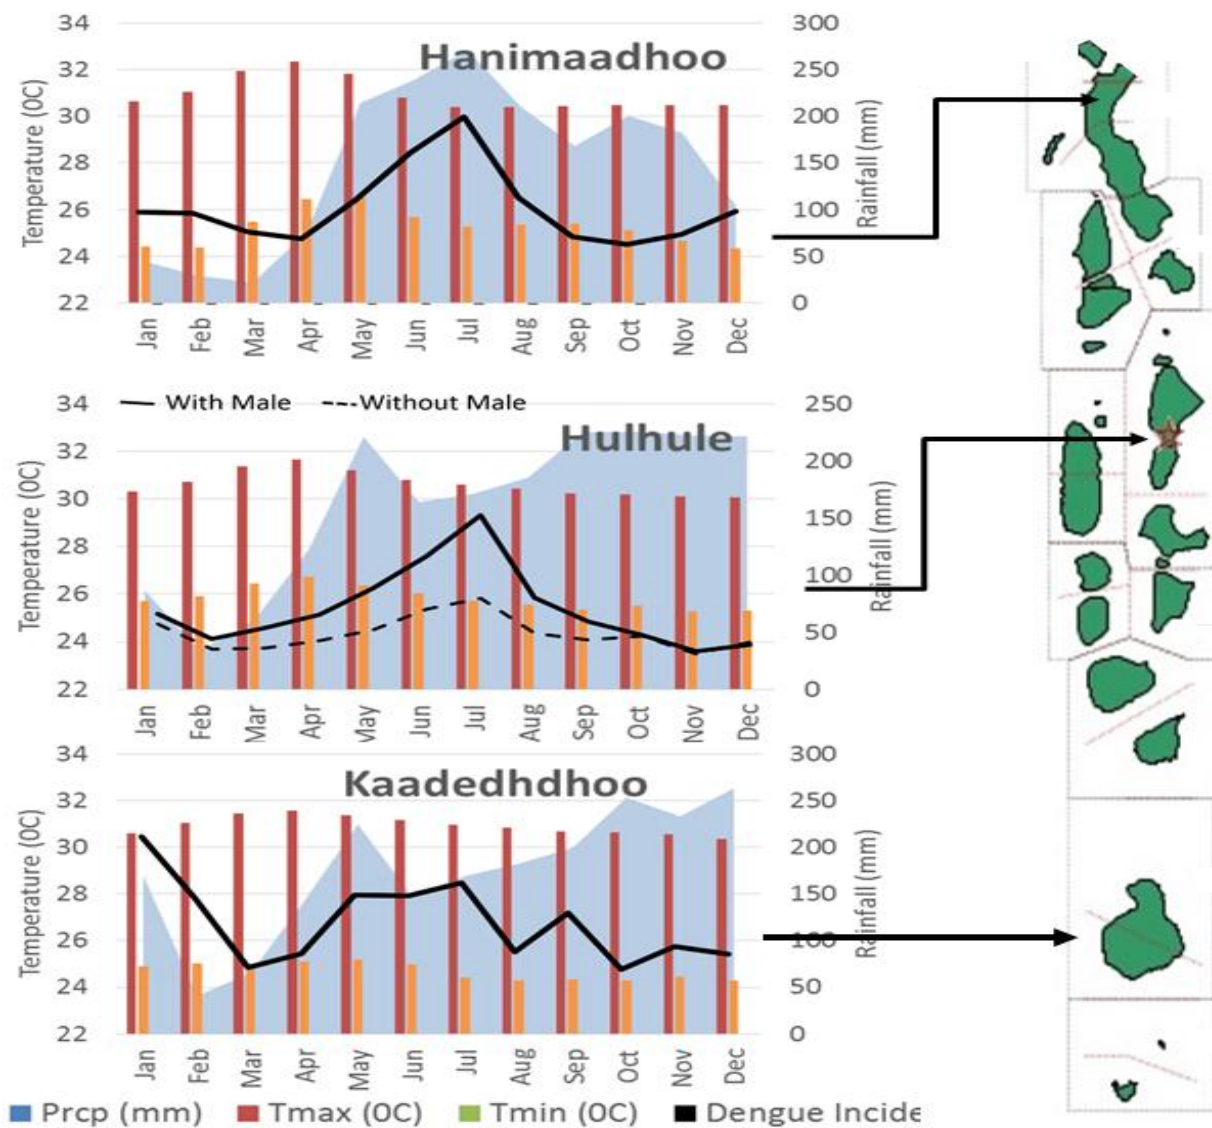 Hanimaadhoo
Temperature (0C)
34
32
30
28
26
24
22
300
250
200
150
100
50
0
Rainfall (mm)
Jan Feb Mar Apr May Jun Jul Aug Sep Oct Nov Dec
With Male Without Male
Hulhule
Temperature (0C)
34
32
30
28
26
24
22
250
200
150
100
50
0
Rainfall (mm)
Jan Feb Mar Apr May Jun Jul Aug Sep Oct Nov Dec
Kaadedhdhoo
Temperature (0C)
34
32
30
28
26
24
22
300
250
200
150
100
50
0
Rainfall (mm)
Jan Feb Mar Apr May Jun Jul Aug Sep Oct Nov Dec
Prcp (mm) Tmax (0C) Tmin (0C) Dengue Incide